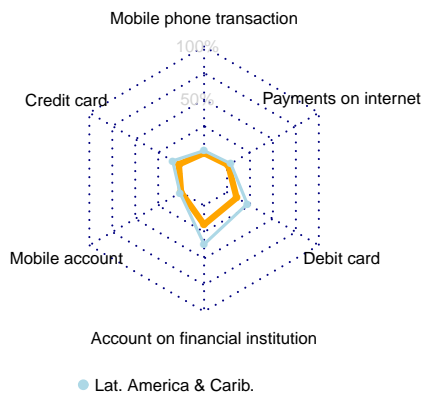 Mobile phone transaction
100%
Credit card
50%
Payments on internet
Mobile account
Debit card
Account on financial institution
Lat. America & Carib.